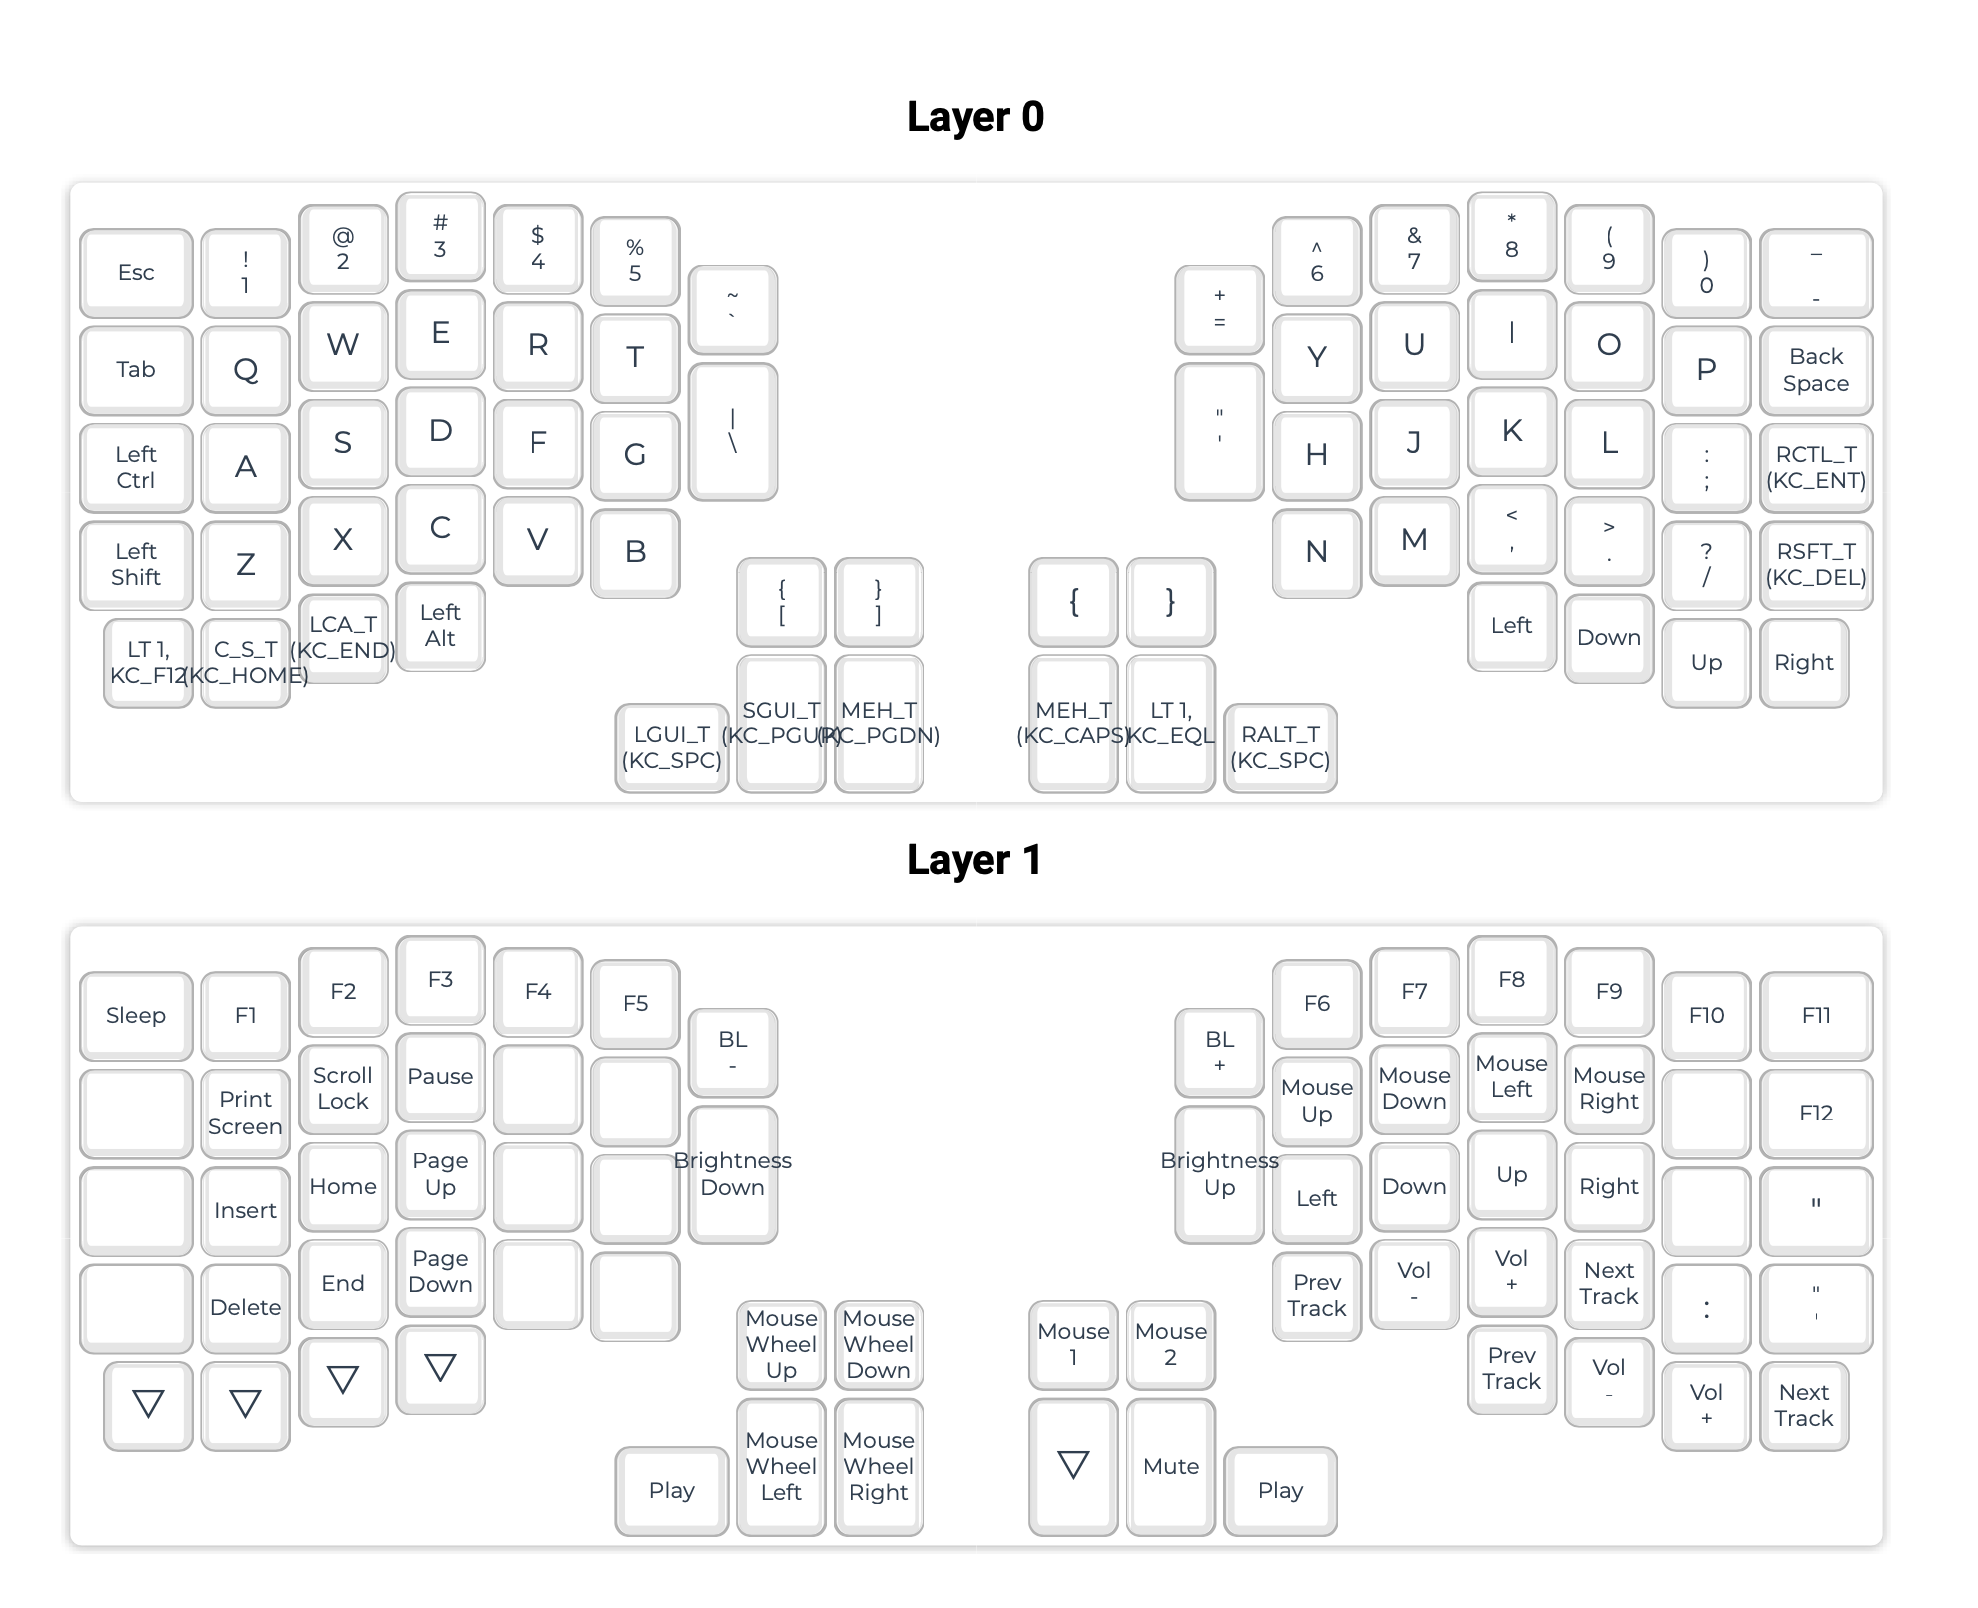 Layer 0
Esc
!
1
@
2
#
3
$
4
%
5
~
`
+
=
^
6
&
7
*
8
(
9
)
0
_
-
Tab
Q
W
E
R
T
|
\
"
'
Y
U
I
O
P
Back
Space
Left
Ctrl
A
S
D
F
G
H
J
K
L
:
;
RCTL_T
(KC_ENT)
Left
Shift
Z
X
C
V
B
{
[
}
]
{
}
N
M
<
,
>
.
?
/
RSFT_T
(KC_DEL)
LT 1,
KC_F12
C_S_T
(KC_HOME)
LCA_T
(KC_END)
Left
Alt
Left
Down
Up
Right
LGUI_T
(KC_SPC)
SGUI_T
(KC_PGUP)
MEH_T
(KC_PGDN)
MEH_T
(KC_CAPS)
LT 1,
KC_EQL
RALT_T
(KC_SPC)
Layer 1
Sleep
F1
F2
F3
F4
F5
BL
-
BL
+
F6
F7
F8
F9
F10
F11
Print
Screen
Scroll
Lock
Pause
Brightness
Down
Brightness
Up
Mouse
Up
Mouse
Down
Mouse
Left
Mouse
Right
F12
Insert
Home
Page
Up
Left
Down
Up
Right
"
Delete
End
Page
Down
Mouse
Wheel
Up
Mouse
Wheel
Down
Mouse
1
Mouse
2
Prev
Track
Vol
-
Vol
+
Next
Track
:
"
'
▽
▽
▽
▽
Prev
Track
Vol
-
Vol
+
Next
Track
Play
Mouse
Wheel
Left
Mouse
Wheel
Right
▽
Mute
Play